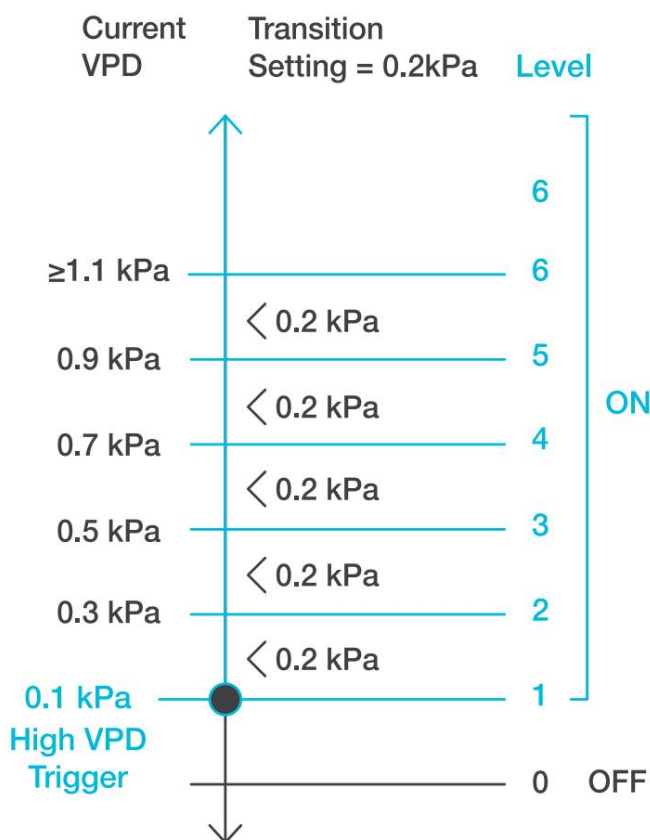 Current VPD
Transition Setting = 0.2kPa
Level
6
≥1.1 kPa
6
< 0.2 kPa
0.9 kPa
5
< 0.2 kPa
ON
0.7 kPa
4
< 0.2 kPa
0.5 kPa
3
< 0.2 kPa
0.3 kPa
2
< 0.2 kPa
0.1 kPa
1
High VPD
Trigger
0
OFF